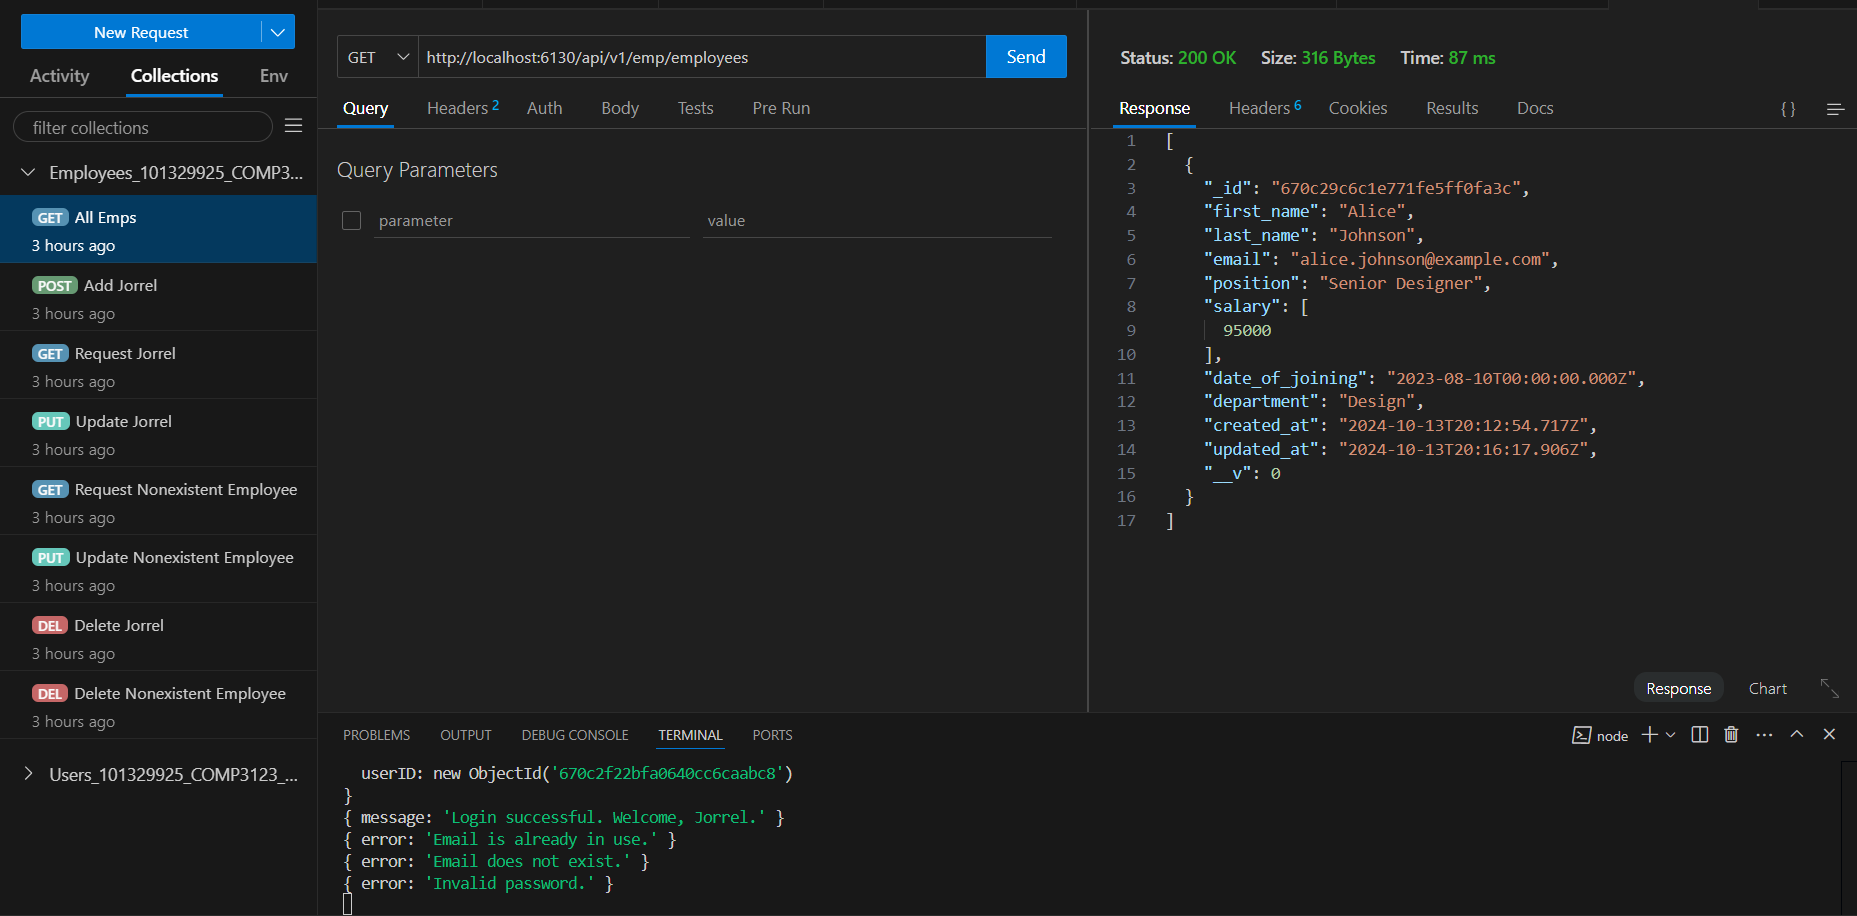 New Request
Activity Collections Env
filter collections
Employees_101329925_COMP3...
GET All Emps
3 hours ago
POST Add Jorrel
3 hours ago
GET Request Jorrel
3 hours ago
PUT Update Jorrel
3 hours ago
GET Request Nonexistent Employee
3 hours ago
PUT Update Nonexistent Employee
3 hours ago
DEL Delete Jorrel
3 hours ago
DEL Delete Nonexistent Employee
3 hours ago
Users_101329925_COMP3123_...
GET http://localhost:6130/api/v1/emp/employees Send
Query Headers 2 Auth Body Tests Pre Run
Query Parameters
parameter value
Status: 200 OK Size: 316 Bytes Time: 87 ms
Response Headers 6 Cookies Results Docs { }
1 [
2 {
3 "_id": "670c29c6c1e771fe5ff0fa3c",
4 "first_name": "Alice",
5 "last_name": "Johnson",
6 "email": "alice.johnson@example.com",
7 "position": "Senior Designer",
8 "salary": [
9 95000
10 ],
11 "date_of_joining": "2023-08-10T00:00:00.000Z",
12 "department": "Design",
13 "created_at": "2024-10-13T20:12:54.717Z",
14 "updated_at": "2024-10-13T20:16:17.906Z",
15 "__v": 0
16 }
17 ]
Response Chart
PROBLEMS OUTPUT DEBUG CONSOLE TERMINAL PORTS
node
userID: new ObjectId('670c2f22bfa0640cc6caabc8')
}
{ message: 'Login successful. Welcome, Jorrel.' }
{ error: 'Email is already in use.' }
{ error: 'Email does not exist.' }
{ error: 'Invalid password.' }